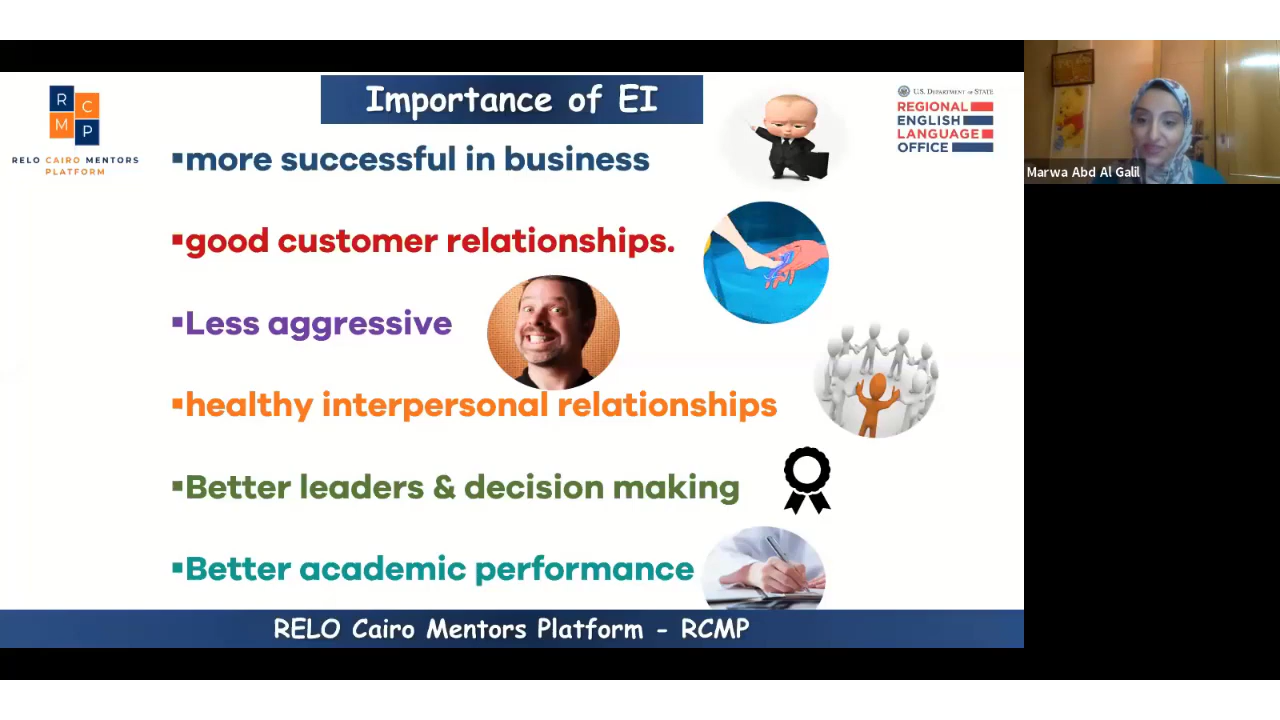 Importance of EI
R C
M P
RELO CAIRO MENTORS
PLATFORM
U.S. DEPARTMENT OF STATE
REGIONAL
ENGLISH
LANGUAGE
OFFICE
Marwa Abd Al Galil
▪more successful in business
▪good customer relationships.
▪Less aggressive
▪healthy interpersonal relationships
▪Better leaders & decision making
▪Better academic performance
RELO Cairo Mentors Platform - RCMP